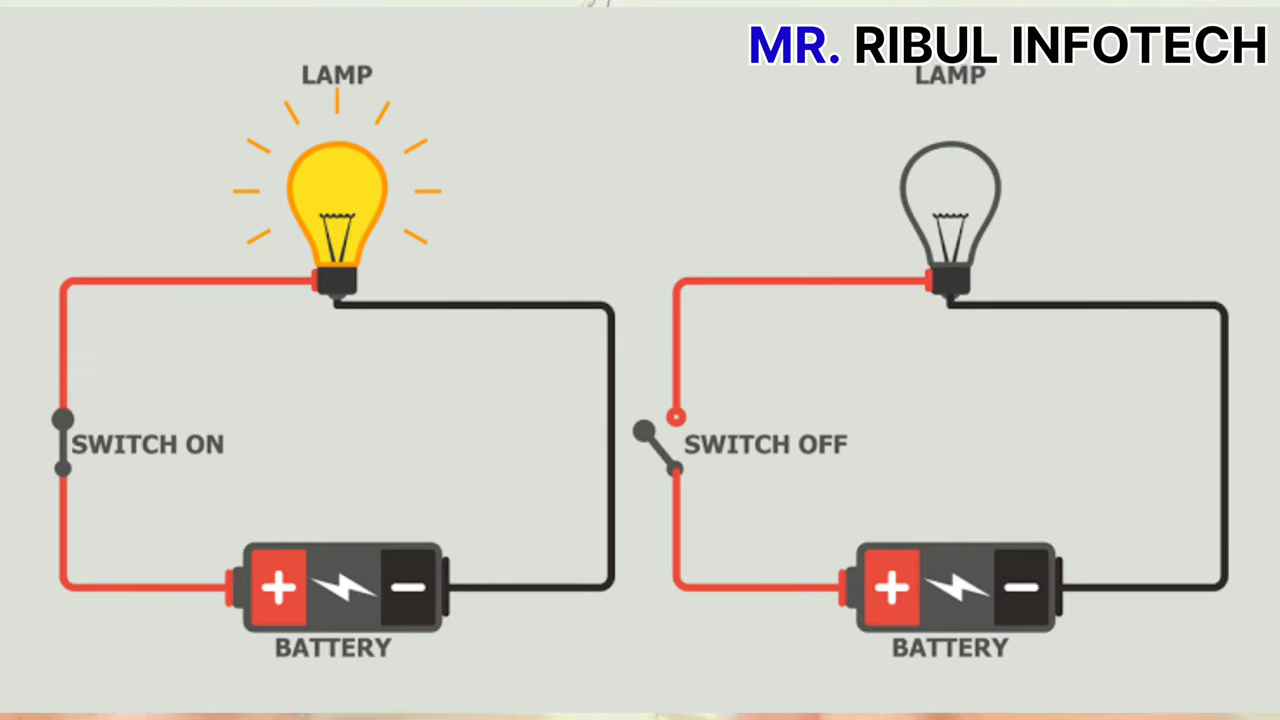 MR. RIBUL INFOTECH
LAMP
LAMP
SWITCH ON
SWITCH OFF
+
−
+
−
BATTERY
BATTERY